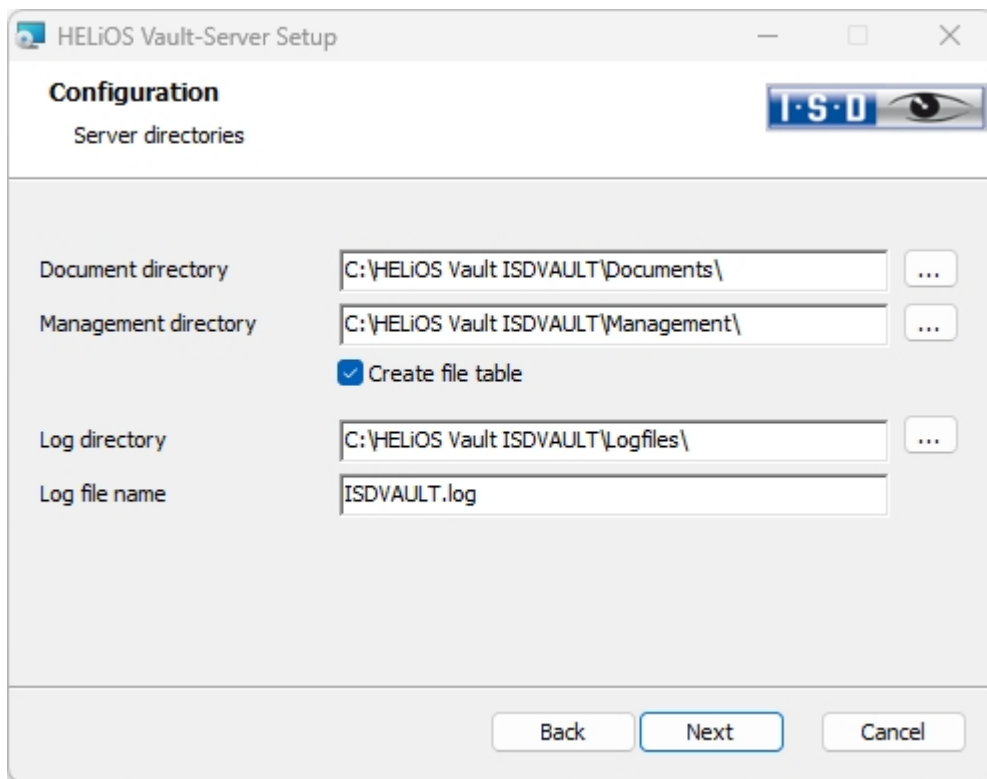 HELiOS Vault-Server Setup
Configuration
I·S·D
Server directories
Document directory C:\HELiOS Vault ISDVAULT\Documents\ ...
Management directory C:\HELiOS Vault ISDVAULT\Management\ ...
Create file table
Log directory C:\HELiOS Vault ISDVAULT\Logfiles\ ...
Log file name ISDVAULT.log
Back Next Cancel